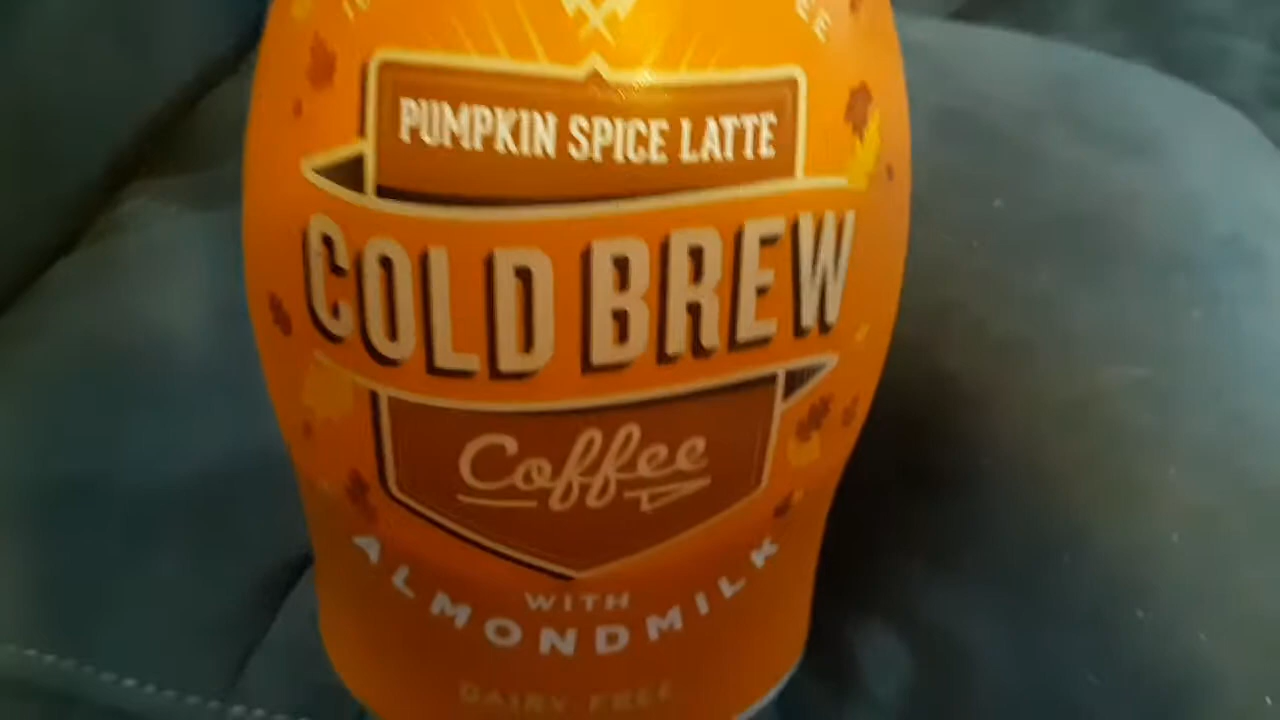 PUMPKIN SPICE LATTE
COLD BREW
Coffee
WITH
ALMONDMILK
DAIRY FREE